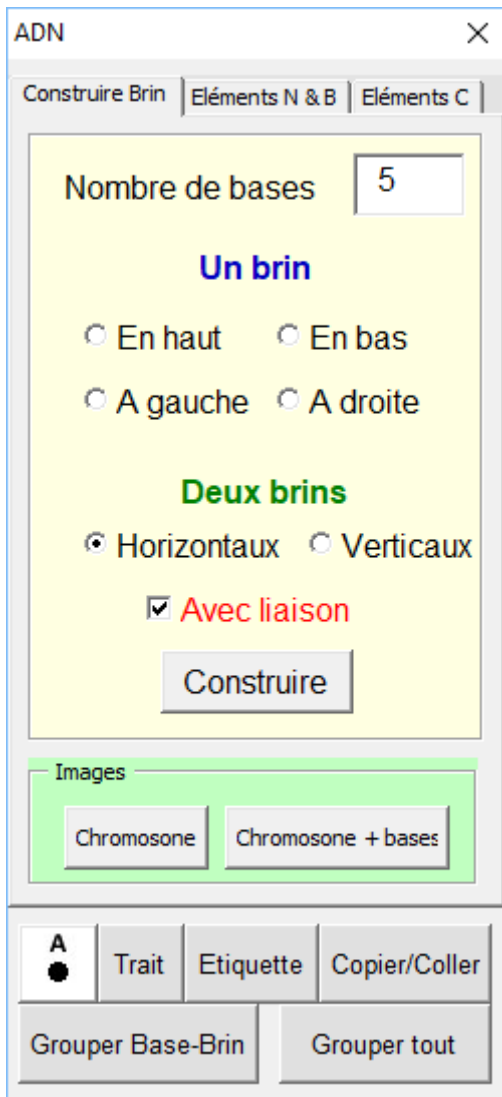 ADN
Construire Brin Eléments N & B Eléments C
Nombre de bases 5
Un brin
En haut En bas
A gauche A droite
Deux brins
Horizontaux Verticaux
Avec liaison
Construire
Images
Chromosone Chromosone + bases
A Trait Etiquette Copier/Coller
Grouper Base-Brin Grouper tout